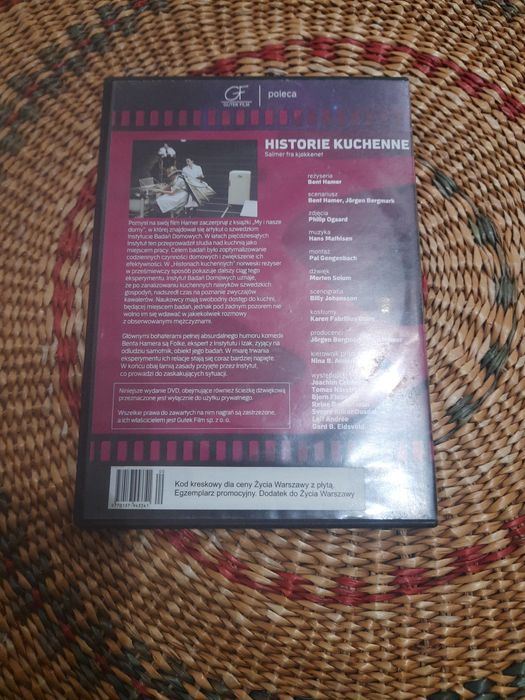 GF
GUTEK FILM
poleca
HISTORIE KUCHENNE
Salmer fra kjøkkenet
Pomysł na swój film Hamer zaczerpnął z książki „My i nasze
domy", w której znajdował się artykuł o szwedzkim
Instytucie Badań Domowych. W latach pięćdziesiątych
Instytut ten przeprowadził studia nad kuchnią jako
miejscem pracy. Celem badań było zoptymalizowanie
codziennych czynności domowych i zwiększenie ich
efektywności. W „Historiach kuchennych" norweski reżyser
w prześmiewczy sposób pokazuje dalszy ciąg tego
eksperymentu. Instytut Badań Domowych uznaje,
że po zanalizowaniu kuchennych nawyków szwedzkich
gospodyń, nadszedł czas na poznanie zwyczajów
kawalerów. Naukowcy mają swobodny dostęp do kuchni,
będącej miejscem badań, jednak pod żadnym pozorem nie
wolno im się wdawać w jakiekolwiek rozmowy
z obserwowanymi mężczyznami.
Głównymi bohaterami pełnej absurdalnego humoru komedii
Benta Hamera są Folke, ekspert z Instytutu i Izak, żyjący na
odludziu samotnik, obiekt jego badań. W miarę trwania
eksperymentu ich relacje stają się coraz bardziej napięte.
W końcu obaj łamią zasady przyjęte przez Instytut,
co prowadzi do zaskakujących sytuacji.
Niniejsze wydanie DVD, obejmujące również ścieżkę dźwiękową
przeznaczone jest wyłącznie do użytku prywatnego.
Wszelkie prawa do zawartych na nim nagrań są zastrzeżone,
a ich właścicielem jest Gutek Film sp. z o. o.
reżyseria
Bent Hamer
scenariusz
Bent Hamer, Jörgen Bergmark
zdjęcia
Philip Ogaard
muzyka
Hans Mathisen
montaż
Pal Gengenbach
dźwięk
Morten Solum
scenografia
Billy Johansson
kostiumy
Karen Fabritius
producenci
Jörgen
kierownik
Nina B.
występują
Joachim
Tomas
Bjorn
Reine
Sverre
Leif Andrée
Gard B. Eidsvold
Kod kreskowy dla ceny Życia Warszawy z płytą.
Egzemplarz promocyjny. Dodatek do Życia Warszawy